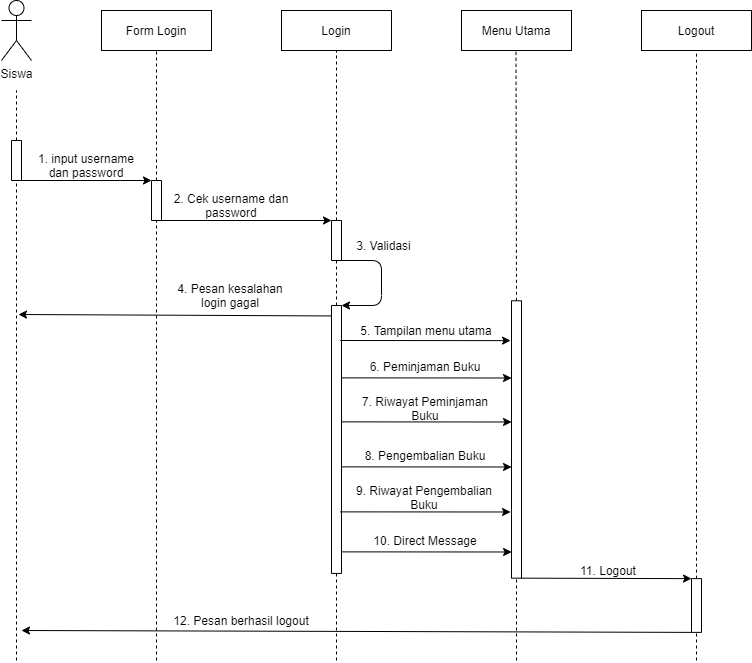 Form Login
Login
Menu Utama
Logout
Siswa
1. input username
dan password
2. Cek username dan
password
3. Validasi
4. Pesan kesalahan
login gagal
5. Tampilan menu utama
6. Peminjaman Buku
7. Riwayat Peminjaman
Buku
8. Pengembalian Buku
9. Riwayat Pengembalian
Buku
10. Direct Message
11. Logout
12. Pesan berhasil logout